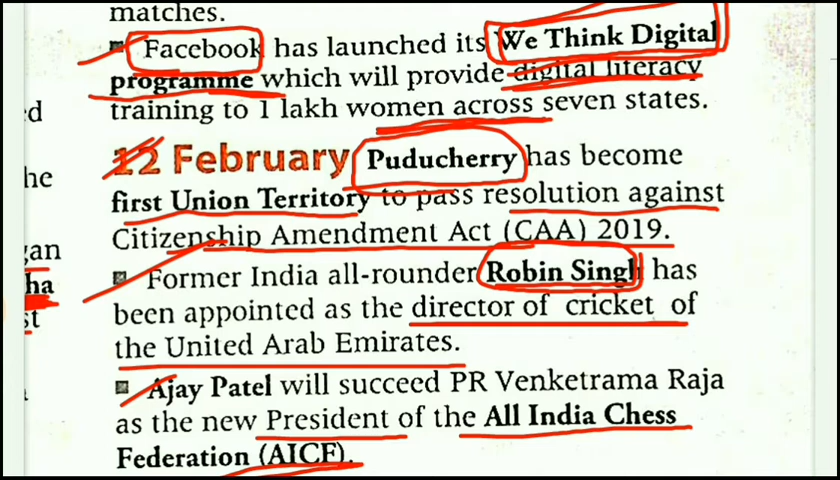 matches.
Facebook has launched its We Think Digital
programme which will provide digital literacy
training to 1 lakh women across seven states.
12 February Puducherry has become
first Union Territory to pass resolution against
Citizenship Amendment Act (CAA) 2019.
Former India all-rounder Robin Singh has
been appointed as the director of cricket of
the United Arab Emirates.
Ajay Patel will succeed PR Venketrama Raja
as the new President of the All India Chess
Federation (AICF).